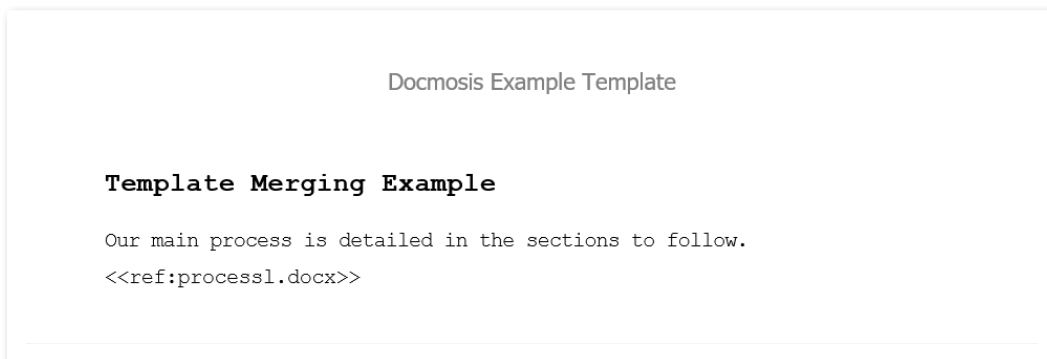 Docmosis Example Template
Template Merging Example
Our main process is detailed in the sections to follow.
<<ref:process1.docx>>